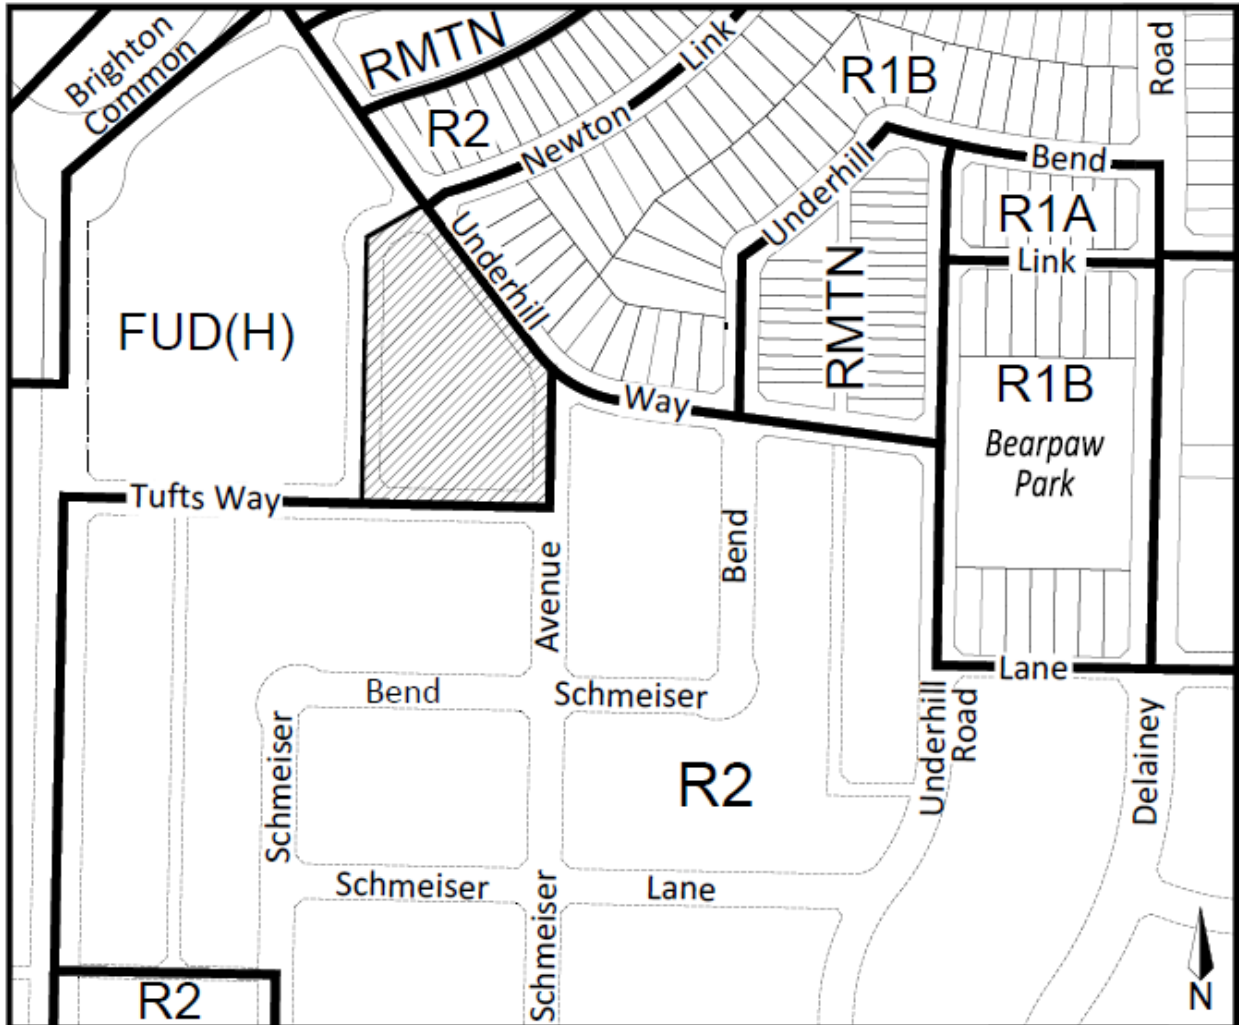 Brighton
Common
RMTN
R2
Newton
Link
R1B
Road
Underhill
Bend
R1A
Link
Underhill
RMTN
FUD(H)
R1B
Bearpaw
Park
Way
Tufts Way
Avenue
Bend
Lane
Bend
Schmeiser
Schmeiser
Underhill
Road
Delainey
R2
Schmeiser
Lane
Schmeiser
R2
N